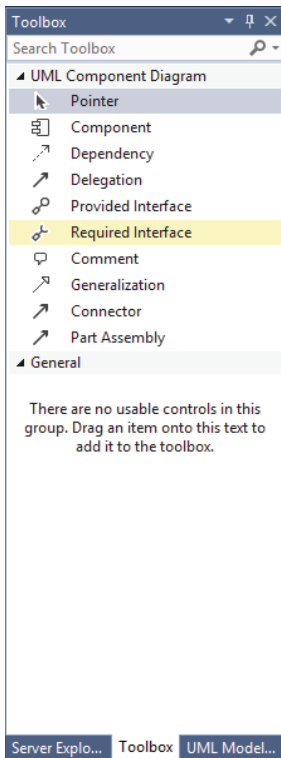 Toolbox
Search Toolbox
UML Component Diagram
Pointer
Component
Dependency
Delegation
Provided Interface
Required Interface
Comment
Generalization
Connector
Part Assembly
General
There are no usable controls in this
group. Drag an item onto this text to
add it to the toolbox.
Server Explo... Toolbox UML Model...